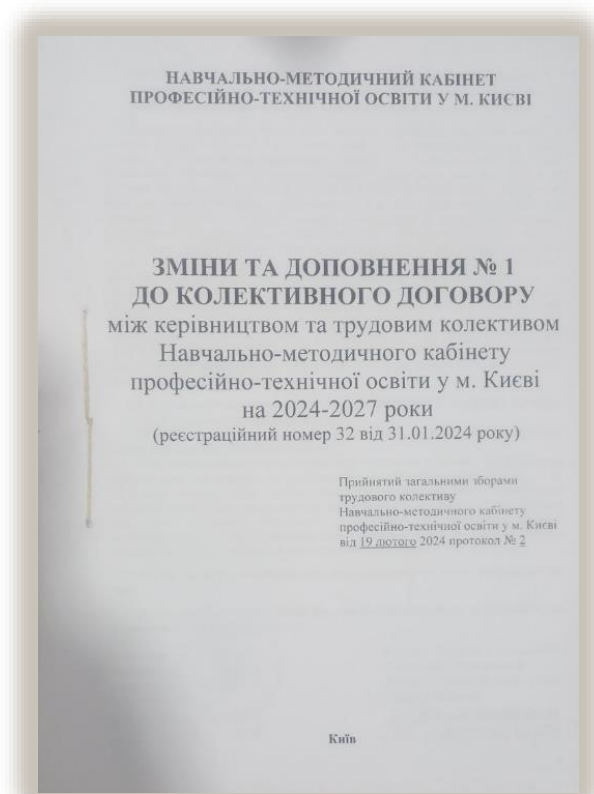 НАВЧАЛЬНО-МЕТОДИЧНИЙ КАБІНЕТ
ПРОФЕСІЙНО-ТЕХНІЧНОЇ ОСВІТИ У М. КИЄВІ
ЗМІНИ ТА ДОПОВНЕННЯ № 1
ДО КОЛЕКТИВНОГО ДОГОВОРУ
між керівництвом та трудовим колективом
Навчально-методичного кабінету
професійно-технічної освіти у м. Києві
на 2024-2027 роки
(реєстраційний номер 32 від 31.01.2024 року)
Прийнятий загальними зборами
трудового колективу
Навчально-методичного кабінету
професійно-технічної освіти у м. Києві
від 19 лютого 2024 протокол № 2
Київ